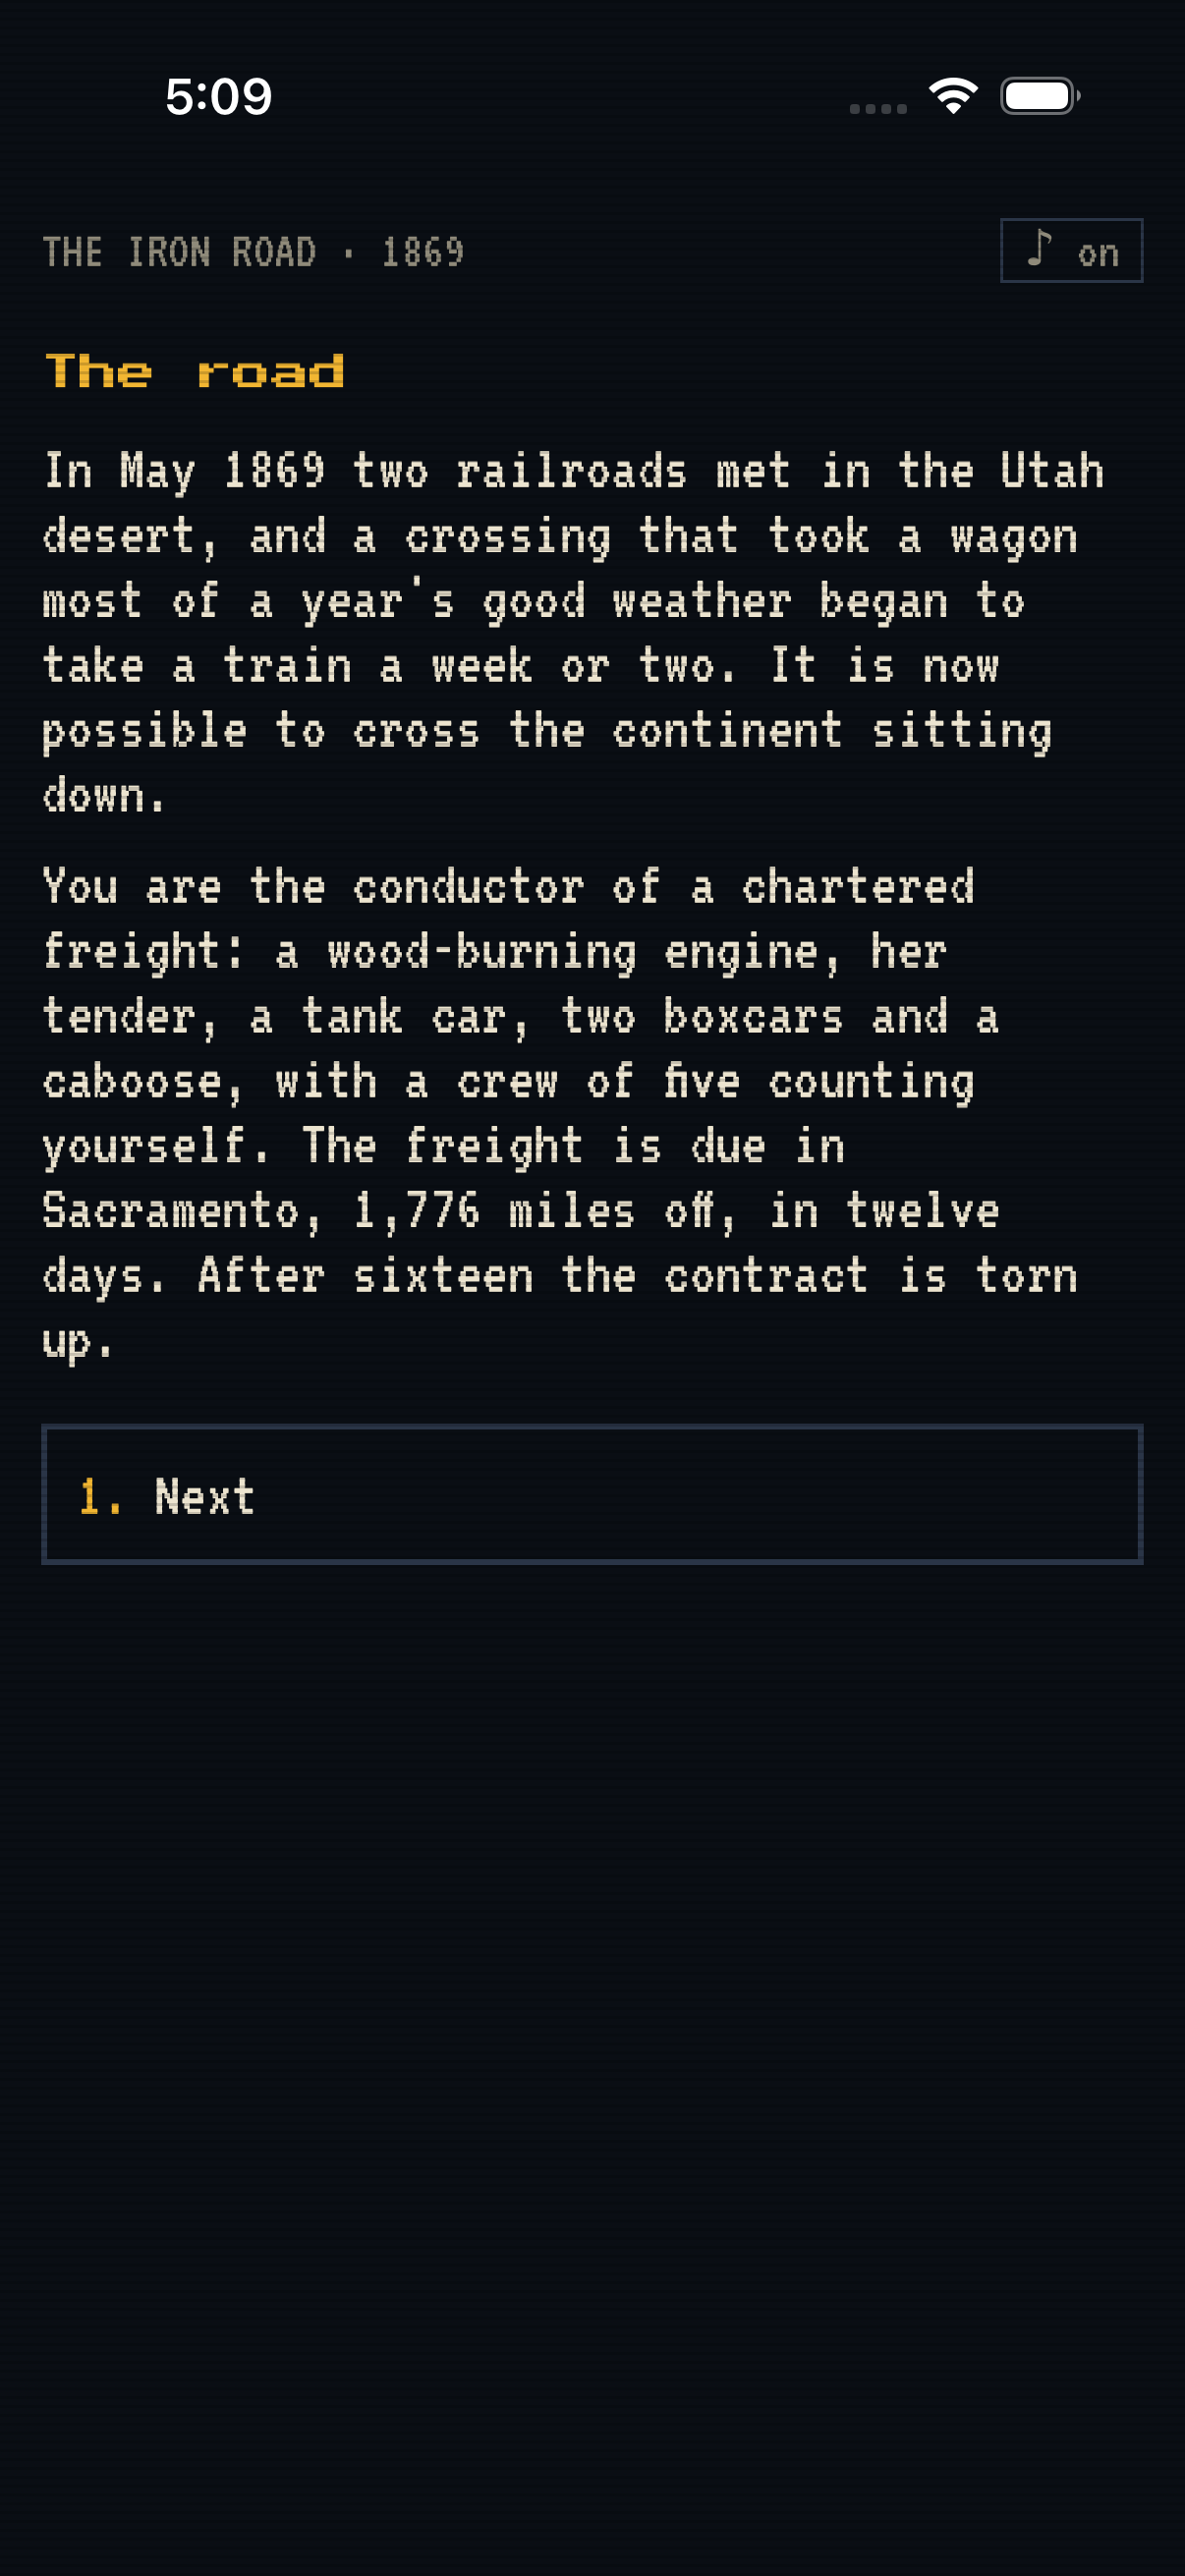 5:09
THE IRON ROAD · 1869
♪ on
The road
In May 1869 two railroads met in the Utah
desert, and a crossing that took a wagon
most of a year's good weather began to
take a train a week or two. It is now
possible to cross the continent sitting
down.
You are the conductor of a chartered
freight: a wood-burning engine, her
tender, a tank car, two boxcars and a
caboose, with a crew of five counting
yourself. The freight is due in
Sacramento, 1,776 miles off, in twelve
days. After sixteen the contract is torn
up.
1. Next